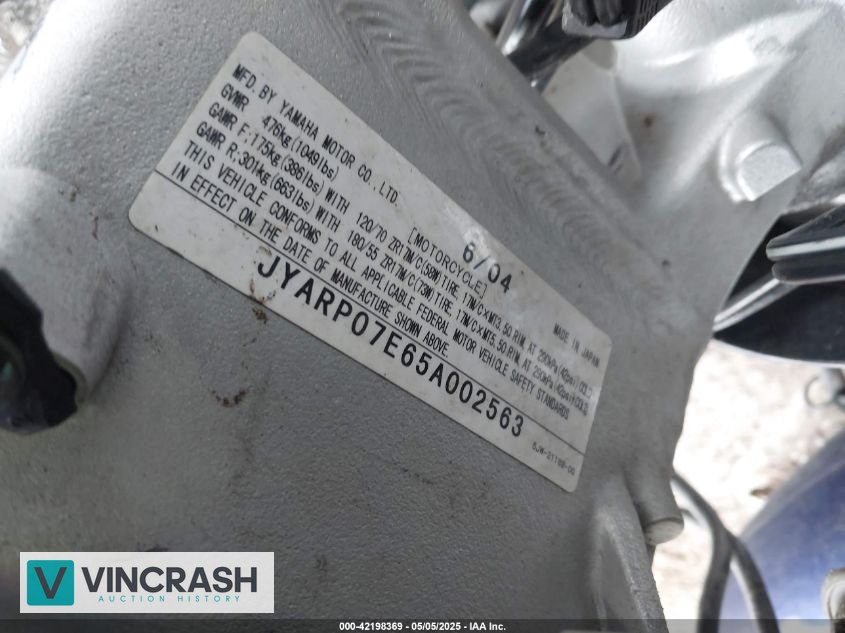 MFD. BY YAMAHA MOTOR CO., LTD.
6/04
GVWR 476kg(1049lbs) [MOTORCYCLE]
GAWR F:175kg(386lbs) WITH 120/70 ZR17M/C(58W)TIRE, 17M/C×MT3.50 RIM, AT 290kPa(42psi)COLD
GAWR R:301kg(663lbs) WITH 180/55 ZR17M/C(73W)TIRE, 17M/C×MT5.50 RIM, AT 290kPa(42psi)COLD
THIS VEHICLE CONFORMS TO ALL APPLICABLE FEDERAL MOTOR VEHICLE SAFETY STANDARDS
IN EFFECT ON THE DATE OF MANUFACTURE SHOWN ABOVE.
MADE IN JAPAN
JYARP07E65A002563
5JW-2119B-00
VINCRASH
AUCTION HISTORY
000-42198369 - 05/05/2025 - IAA Inc.